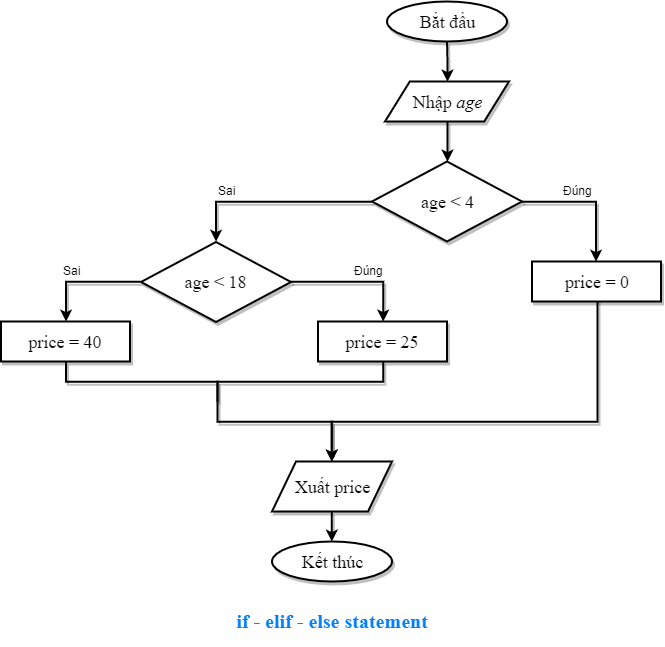 Bắt đầu
Nhập age
age < 4
Sai
Đúng
age < 18
price = 0
Sai
Đúng
price = 40
price = 25
Xuất price
Kết thúc
if - elif - else statement